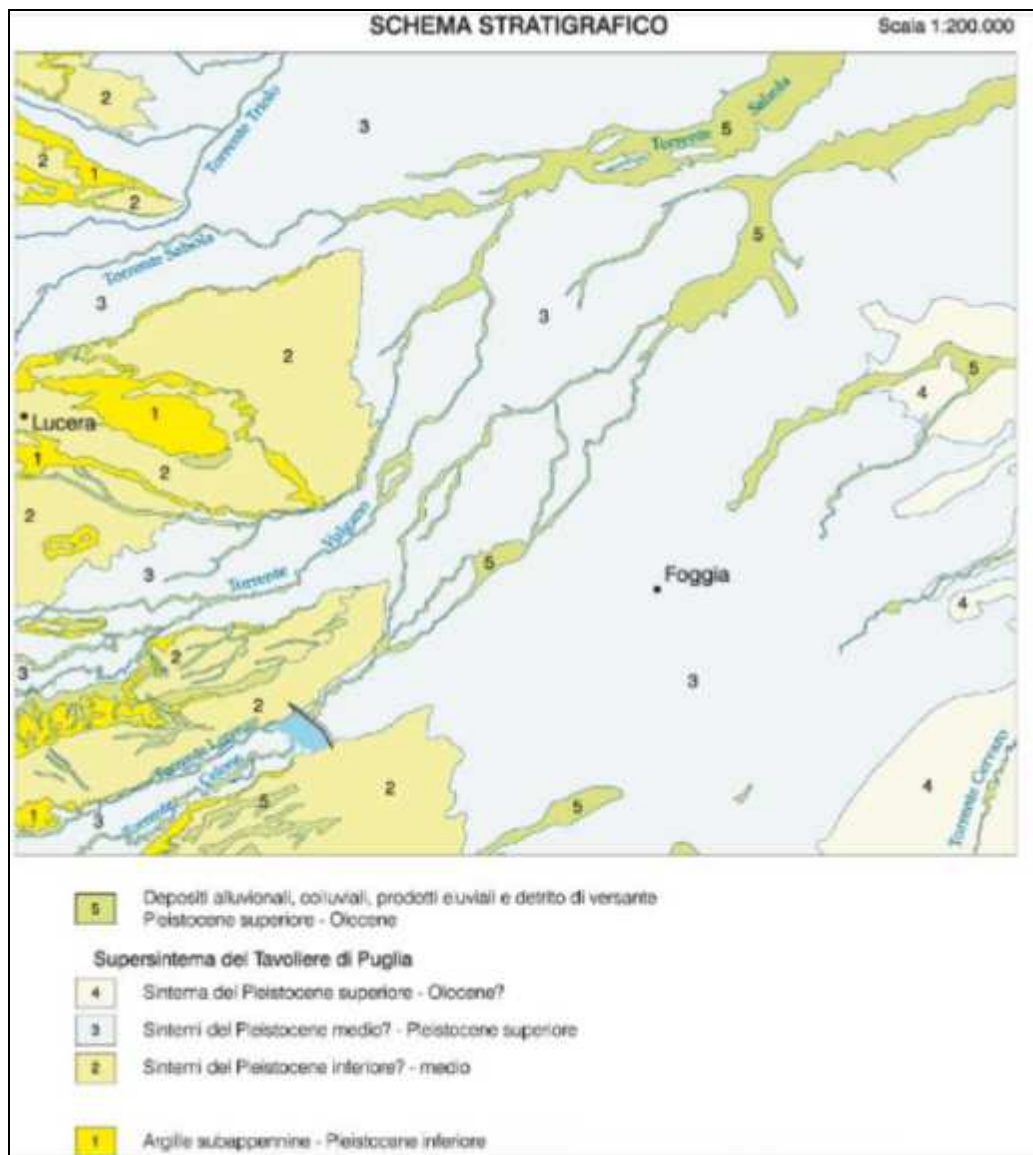 SCHEMA STRATIGRAFICO
Scala 1:200.000
2
3
Torrente Triolo
5
Torrente Salsola
2
1
2
Torrente Salsola
3
5
3
2
4
5
1
Lucera
1
2
2
Torrente Vulgano
5
3
Foggia
4
2
3
3
2
Torrente
Torrente Celone
2
5
4
Torrente Cervaro
1
3
5
5 Depositi alluvionali, colluviali, prodotti eluviali e detrito di versante
Pleistocene superiore - Olocene
Supersintema del Tavoliere di Puglia
4 Sintema del Pleistocene superiore - Olocene?
3 Sintemi del Pleistocene medio? - Pleistocene superiore
2 Sintemi del Pleistocene inferiore? - medio
1 Argille subappennine - Pleistocene inferiore